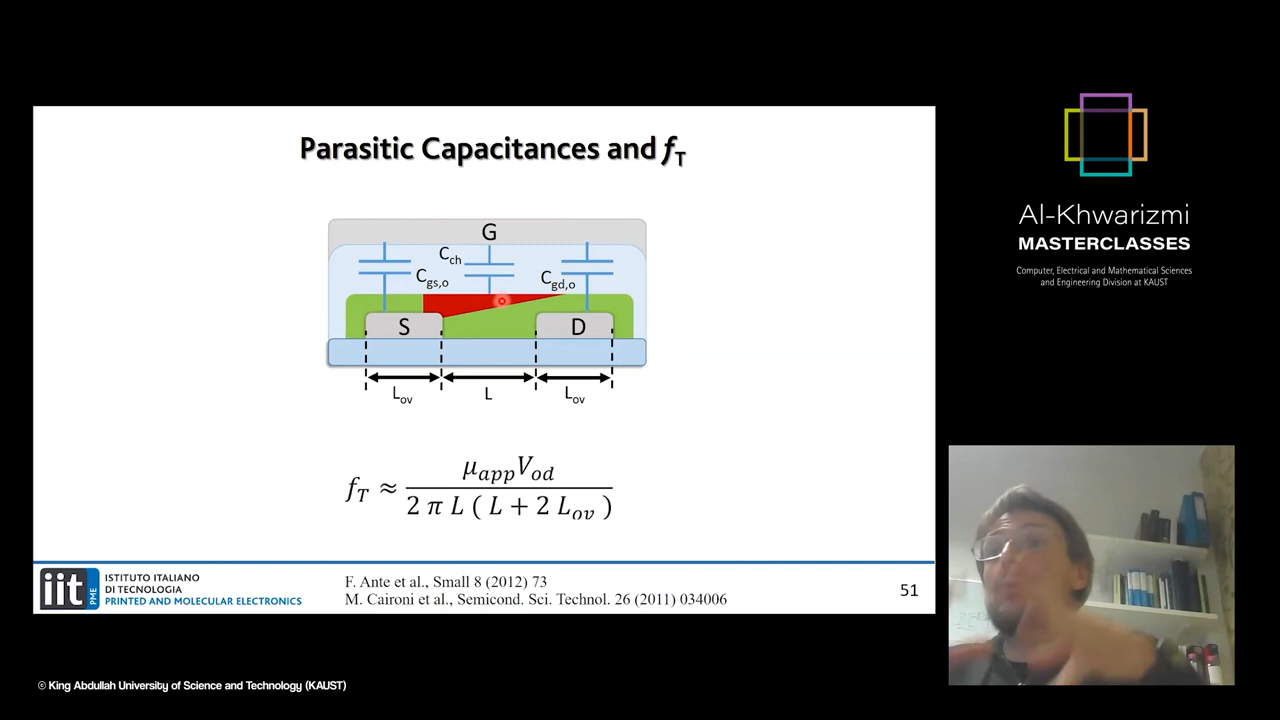 Parasitic Capacitances and fT
G
Cch
Cgs,o
Cgd,o
S
D
Lov
L
Lov
fT ≈ μappVod / 2 π L ( L + 2 Lov )
iit
PME
ISTITUTO ITALIANO
DI TECNOLOGIA
PRINTED AND MOLECULAR ELECTRONICS
F. Ante et al., Small 8 (2012) 73
M. Caironi et al., Semicond. Sci. Technol. 26 (2011) 034006
51
Al-Khwarizmi
MASTERCLASSES
Computer, Electrical and Mathematical Sciences
and Engineering Division at KAUST
© King Abdullah University of Science and Technology (KAUST)